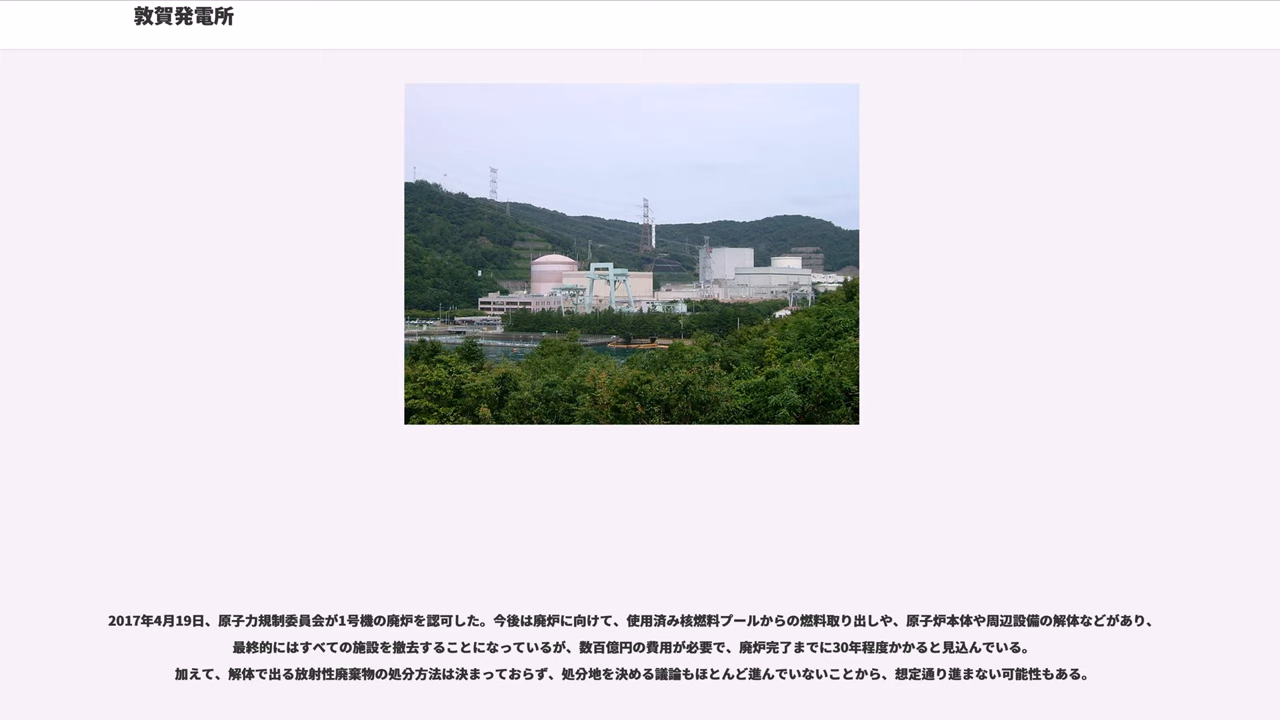 敦賀発電所
2017年4月19日、原子力規制委員会が1号機の廃炉を認可した。今後は廃炉に向けて、使用済み核燃料プールからの燃料取り出しや、原子炉本体や周辺設備の解体などがあり、
最終的にはすべての施設を撤去することになっているが、数百億円の費用が必要で、廃炉完了までに30年程度かかると見込んでいる。
加えて、解体で出る放射性廃棄物の処分方法は決まっておらず、処分地を決める議論もほとんど進んでいないことから、想定通り進まない可能性もある。